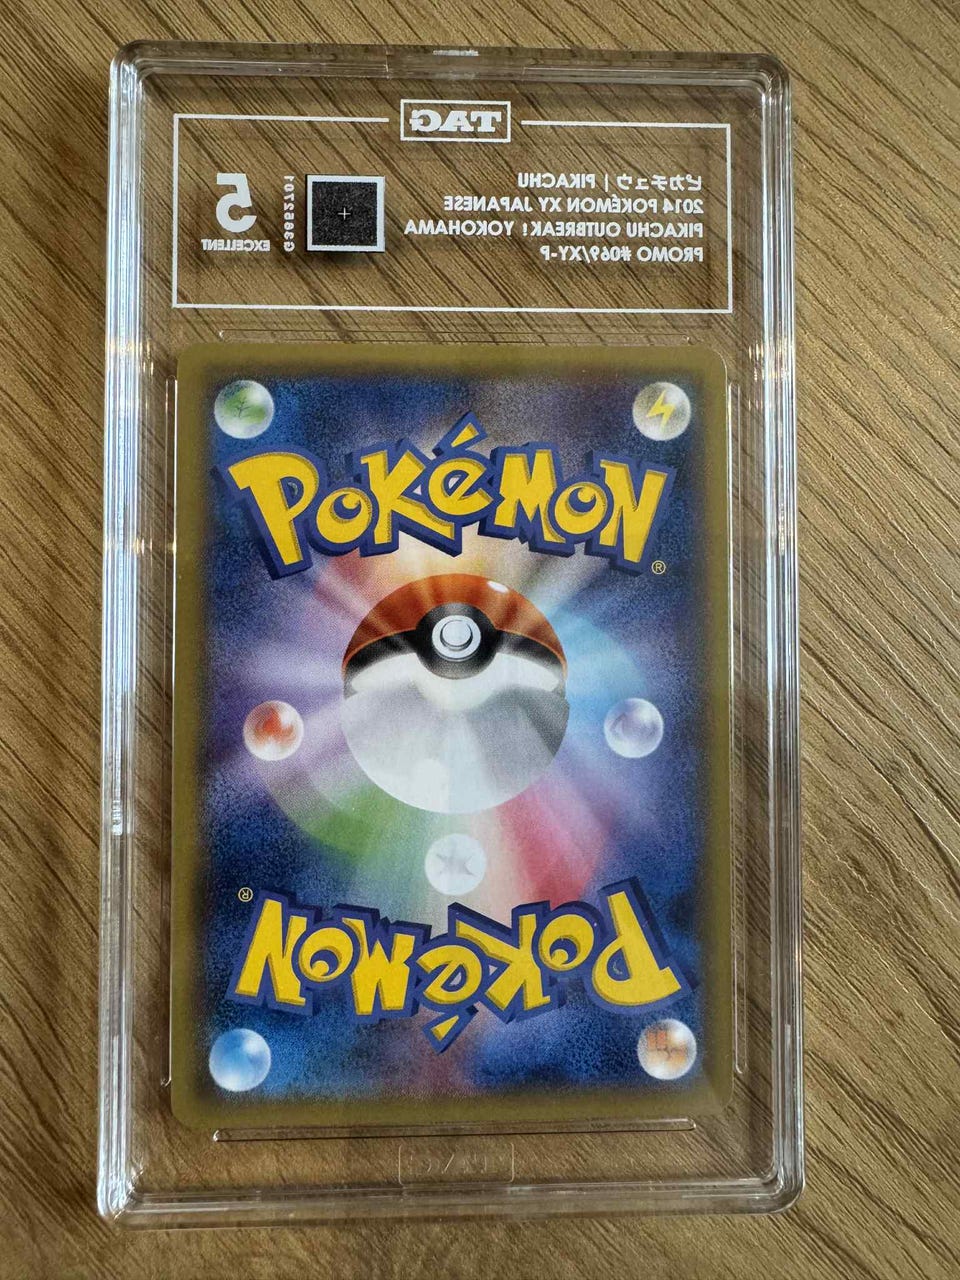 TAG
ピカチュウ | PIKACHU
2014 POKÉMON XY JAPANESE
PIKACHU OUTBREAK! YOKOHAMA
PROMO #069/XY-P
G3652701
5
EXCELLENT
POKéMON
®
POKéMON
®